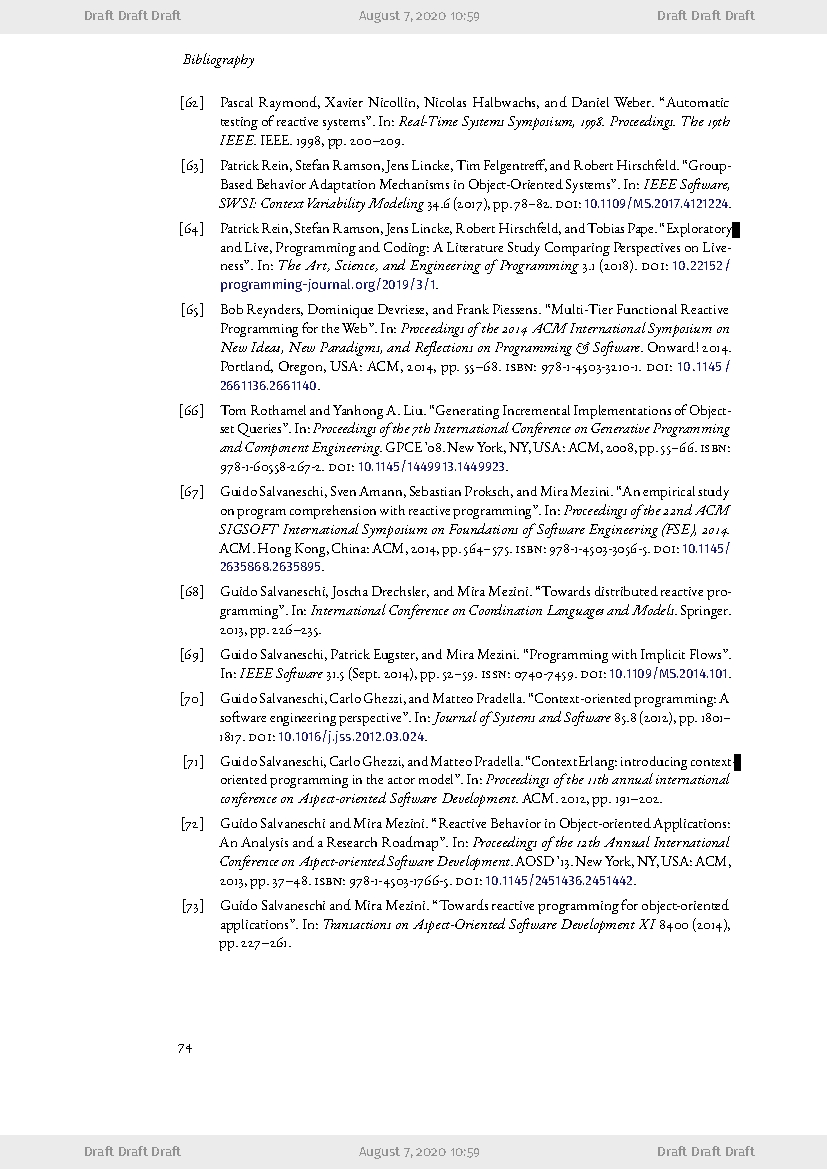 Draft Draft Draft August 7, 2020 10:59 Draft Draft Draft
Bibliography
[62] Pascal Raymond, Xavier Nicollin, Nicolas Halbwachs, and Daniel Weber. “Automatic
testing of reactive systems”. In: Real-Time Systems Symposium, 1998. Proceedings. The 19th
IEEE. IEEE. 1998, pp. 200–209.
[63] Patrick Rein, Stefan Ramson, Jens Lincke, Tim Felgentreff, and Robert Hirschfeld. “Group-
Based Behavior Adaptation Mechanisms in Object-Oriented Systems”. In: IEEE Software,
SWSI: Context Variability Modeling 34.6 (2017), pp. 78–82. DOI: 10.1109/MS.2017.4121224.
[64] Patrick Rein, Stefan Ramson, Jens Lincke, Robert Hirschfeld, and Tobias Pape. “Exploratory
and Live, Programming and Coding: A Literature Study Comparing Perspectives on Live-
ness”. In: The Art, Science, and Engineering of Programming 3.1 (2018). DOI: 10.22152/
programming-journal.org/2019/3/1.
[65] Bob Reynders, Dominique Devriese, and Frank Piessens. “Multi-Tier Functional Reactive
Programming for the Web”. In: Proceedings of the 2014 ACM International Symposium on
New Ideas, New Paradigms, and Reflections on Programming & Software. Onward! 2014.
Portland, Oregon, USA: ACM, 2014, pp. 55–68. ISBN: 978-1-4503-3210-1. DOI: 10.1145/
2661136.2661140.
[66] Tom Rothamel and Yanhong A. Liu. “Generating Incremental Implementations of Object-
set Queries”. In: Proceedings of the 7th International Conference on Generative Programming
and Component Engineering. GPCE ’08. New York, NY, USA: ACM, 2008, pp. 55–66. ISBN:
978-1-60558-267-2. DOI: 10.1145/1449913.1449923.
[67] Guido Salvaneschi, Sven Amann, Sebastian Proksch, and Mira Mezini. “An empirical study
on program comprehension with reactive programming”. In: Proceedings of the 22nd ACM
SIGSOFT International Symposium on Foundations of Software Engineering (FSE), 2014.
ACM. Hong Kong, China: ACM, 2014, pp. 564–575. ISBN: 978-1-4503-3056-5. DOI: 10.1145/
2635868.2635895.
[68] Guido Salvaneschi, Joscha Drechsler, and Mira Mezini. “Towards distributed reactive pro-
gramming”. In: International Conference on Coordination Languages and Models. Springer.
2013, pp. 226–235.
[69] Guido Salvaneschi, Patrick Eugster, and Mira Mezini. “Programming with Implicit Flows”.
In: IEEE Software 31.5 (Sept. 2014), pp. 52–59. ISSN: 0740-7459. DOI: 10.1109/MS.2014.101.
[70] Guido Salvaneschi, Carlo Ghezzi, and Matteo Pradella. “Context-oriented programming: A
software engineering perspective”. In: Journal of Systems and Software 85.8 (2012), pp. 1801–
1817. DOI: 10.1016/j.jss.2012.03.024.
[71] Guido Salvaneschi, Carlo Ghezzi, and Matteo Pradella. “ContextErlang: introducing context-
oriented programming in the actor model”. In: Proceedings of the 11th annual international
conference on Aspect-oriented Software Development. ACM. 2012, pp. 191–202.
[72] Guido Salvaneschi and Mira Mezini. “Reactive Behavior in Object-oriented Applications:
An Analysis and a Research Roadmap”. In: Proceedings of the 12th Annual International
Conference on Aspect-oriented Software Development. AOSD ’13. New York, NY, USA: ACM,
2013, pp. 37–48. ISBN: 978-1-4503-1766-5. DOI: 10.1145/2451436.2451442.
[73] Guido Salvaneschi and Mira Mezini. “Towards reactive programming for object-oriented
applications”. In: Transactions on Aspect-Oriented Software Development XI 8400 (2014),
pp. 227–261.
74
Draft Draft Draft August 7, 2020 10:59 Draft Draft Draft